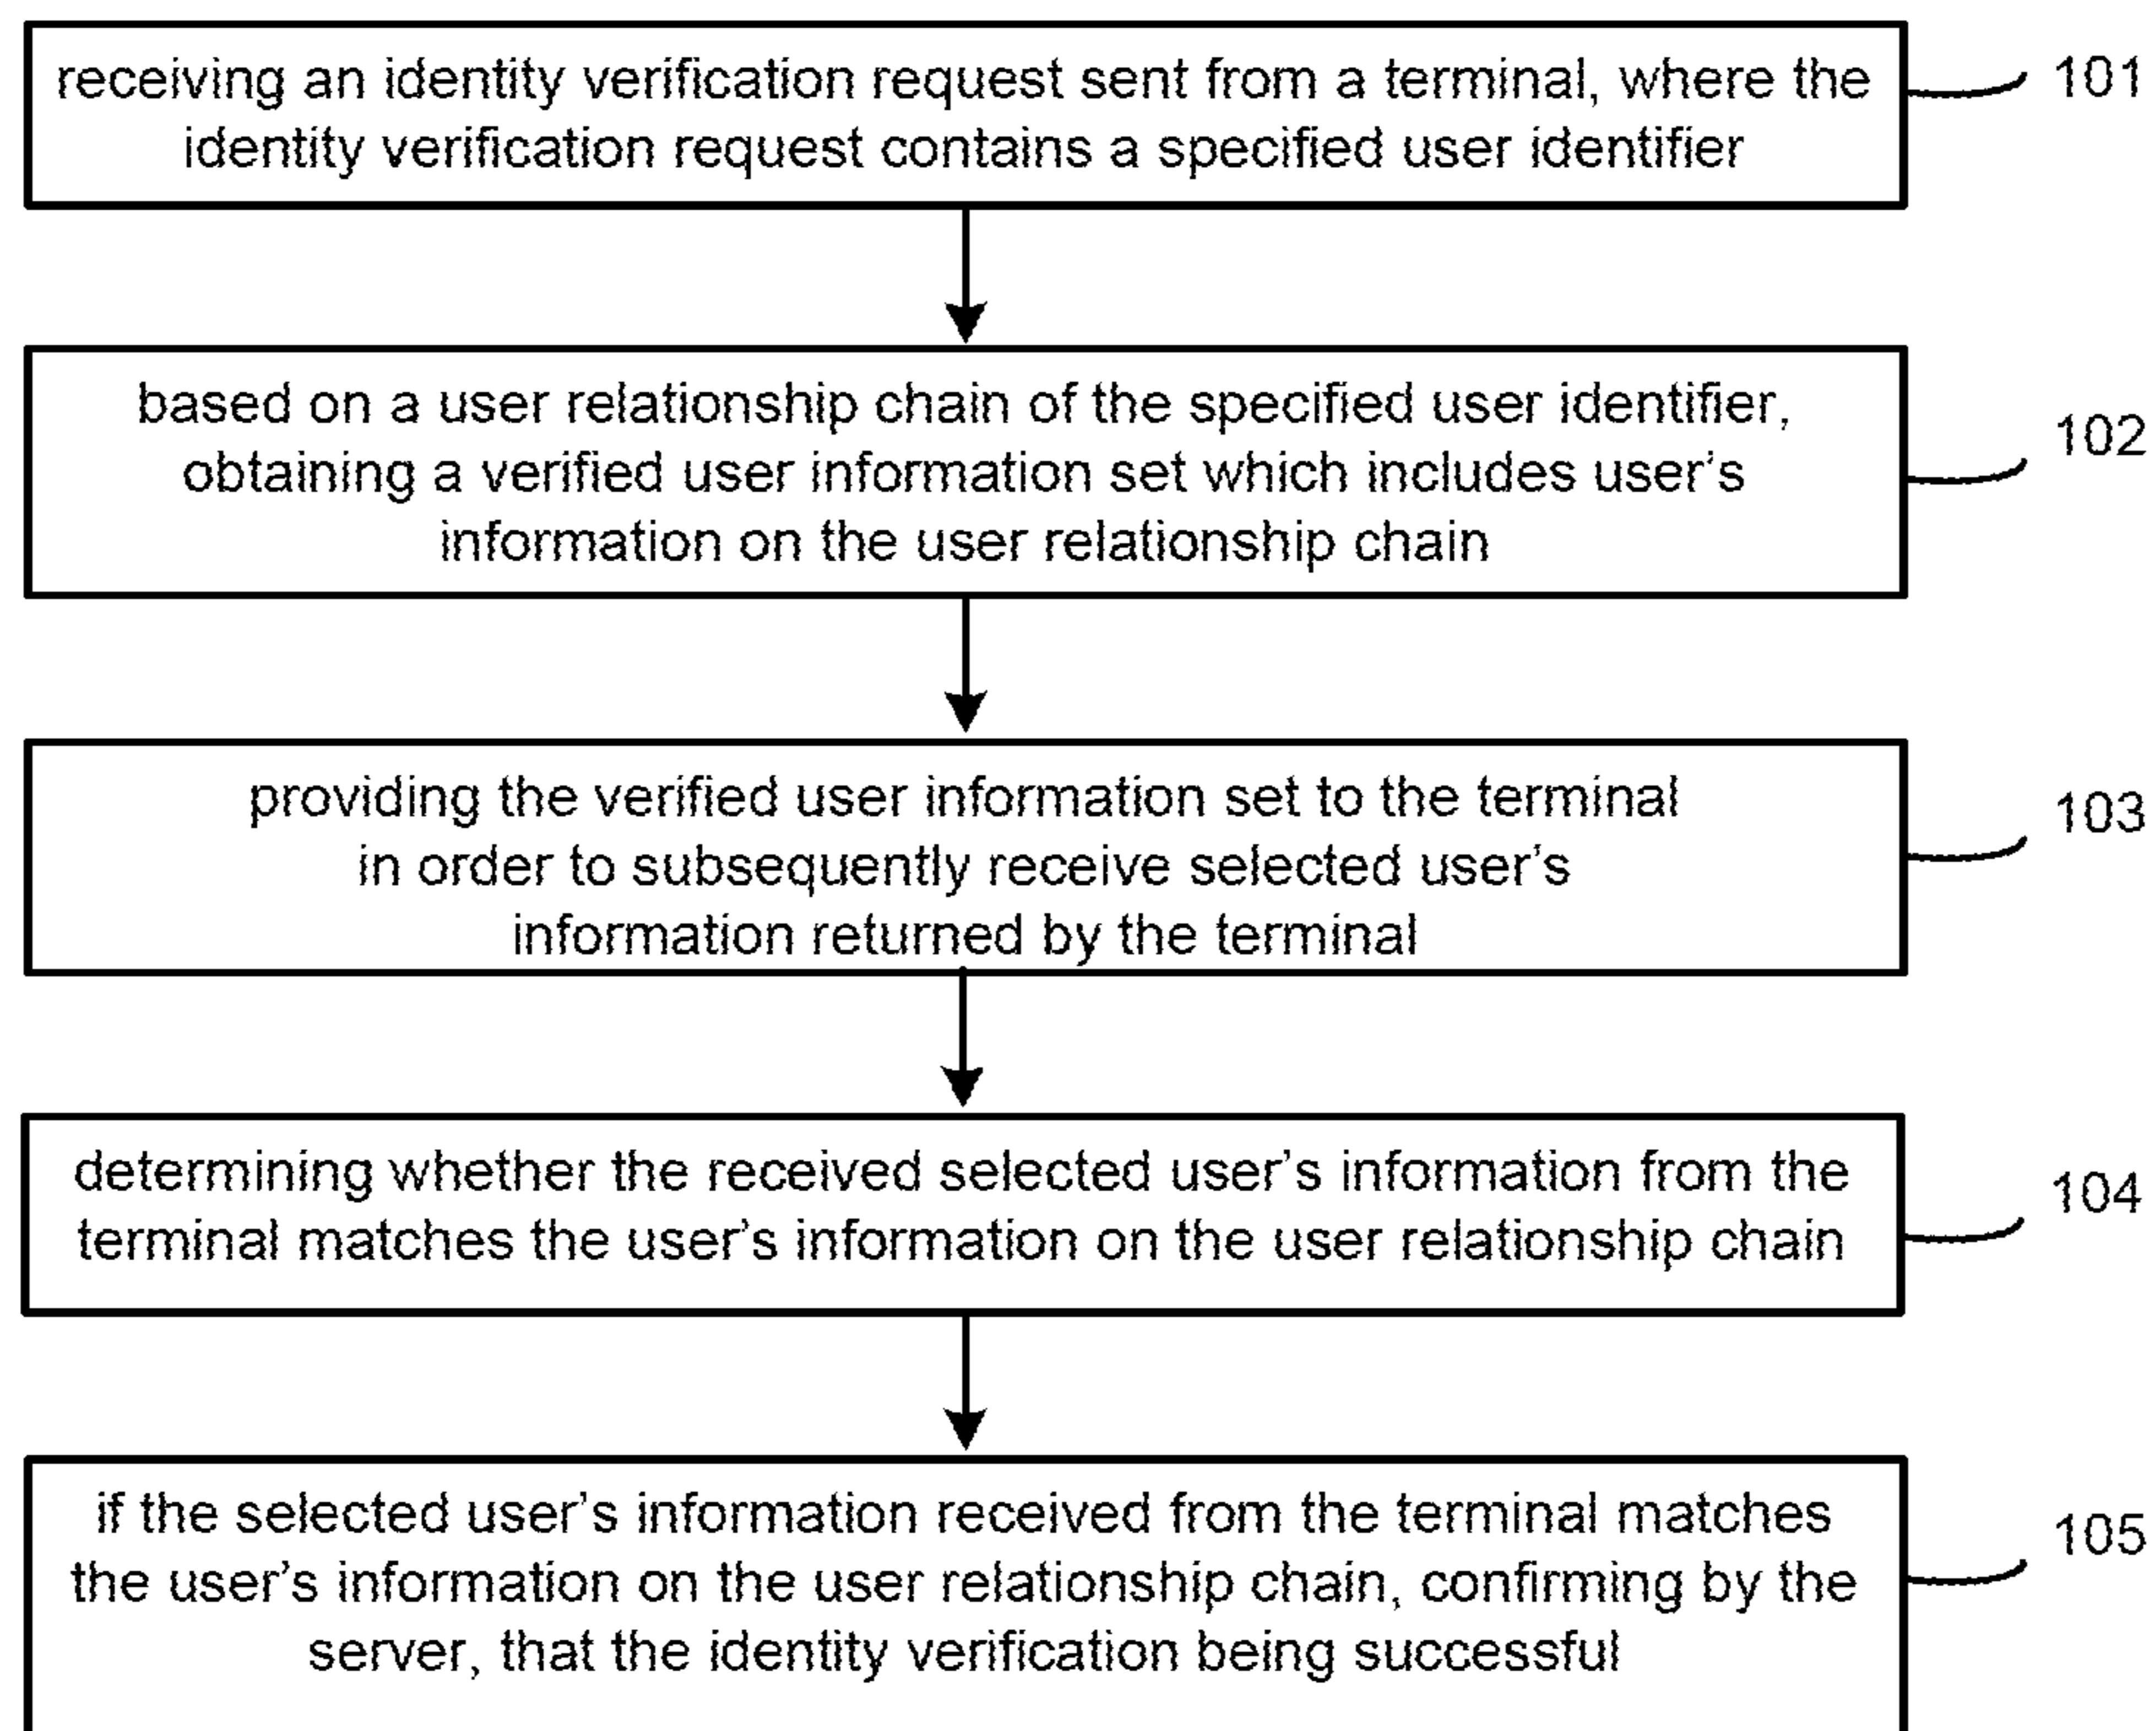 receiving an identity verification request sent from a terminal, where the
identity verification request contains a specified user identifier
101
based on a user relationship chain of the specified user identifier,
obtaining a verified user information set which includes user's
information on the user relationship chain
102
providing the verified user information set to the terminal
in order to subsequently receive selected user's
information returned by the terminal
103
determining whether the received selected user's information from the
terminal matches the user's information on the user relationship chain
104
if the selected user's information received from the terminal matches
the user's information on the user relationship chain, confirming by the
server, that the identity verification being successful
105